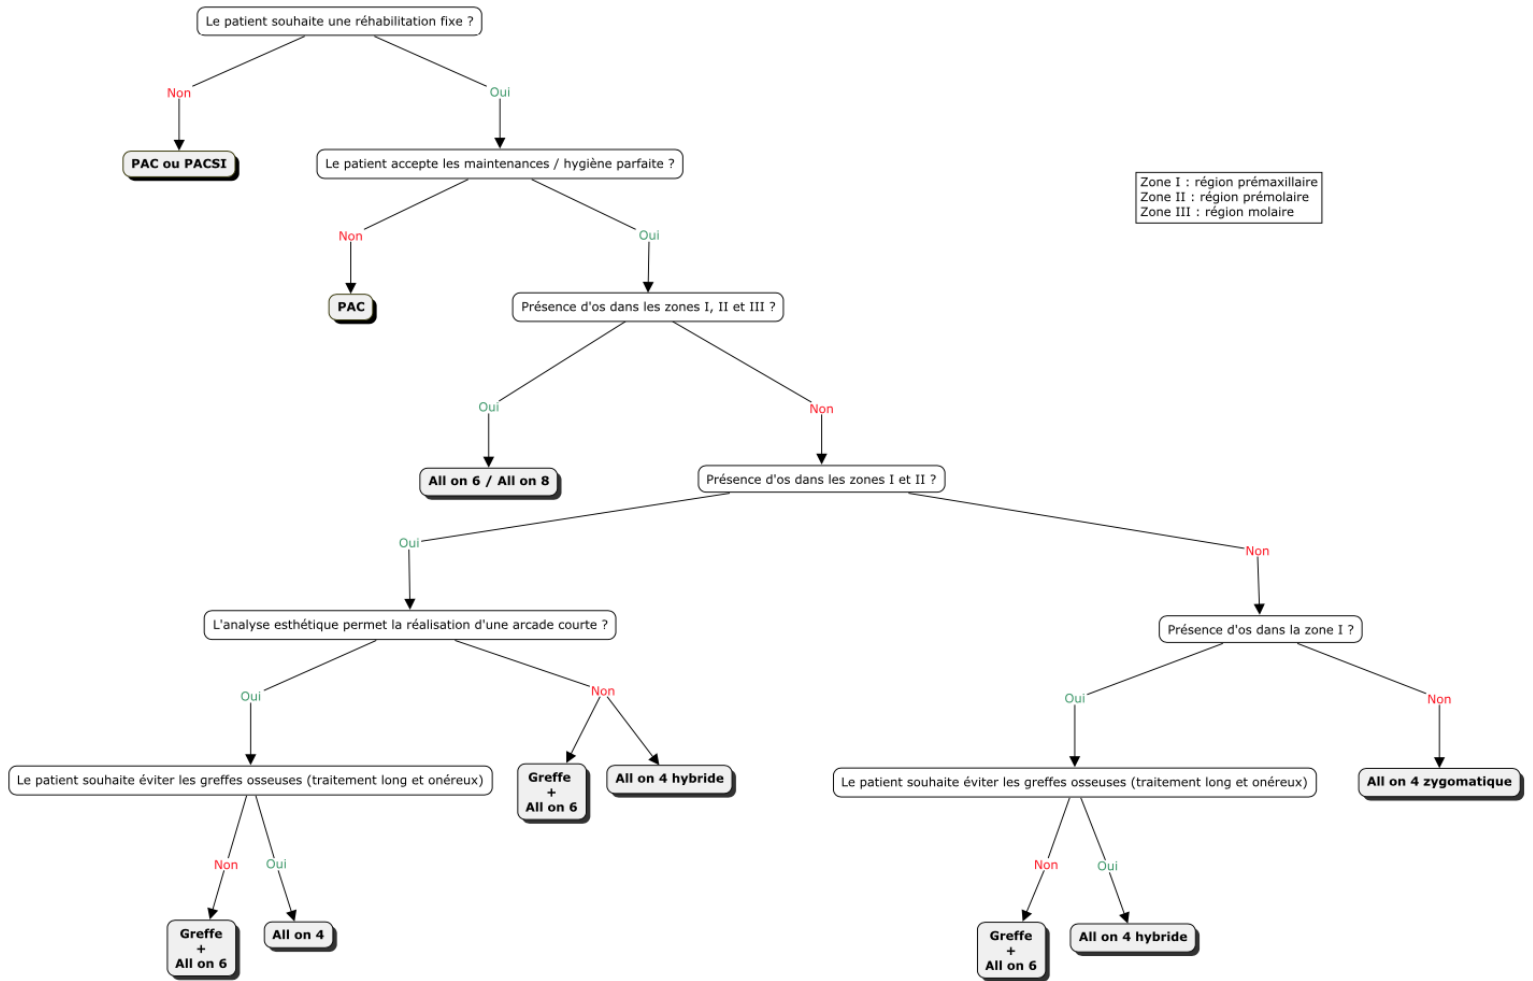 Le patient souhaite une réhabilitation fixe ?
Non
Oui
PAC ou PACSI
Le patient accepte les maintenances / hygiène parfaite ?
Zone I : région prémaxillaire
Zone II : région prémolaire
Zone III : région molaire
Non
Oui
PAC
Présence d'os dans les zones I, II et III ?
Oui
Non
All on 6 / All on 8
Présence d'os dans les zones I et II ?
Oui
Non
L'analyse esthétique permet la réalisation d'une arcade courte ?
Présence d'os dans la zone I ?
Oui
Non
Oui
Non
Le patient souhaite éviter les greffes osseuses (traitement long et onéreux)
Greffe
+
All on 6
All on 4 hybride
Le patient souhaite éviter les greffes osseuses (traitement long et onéreux)
All on 4 zygomatique
Non
Oui
Non
Oui
Greffe
+
All on 6
All on 4
Greffe
+
All on 6
All on 4 hybride